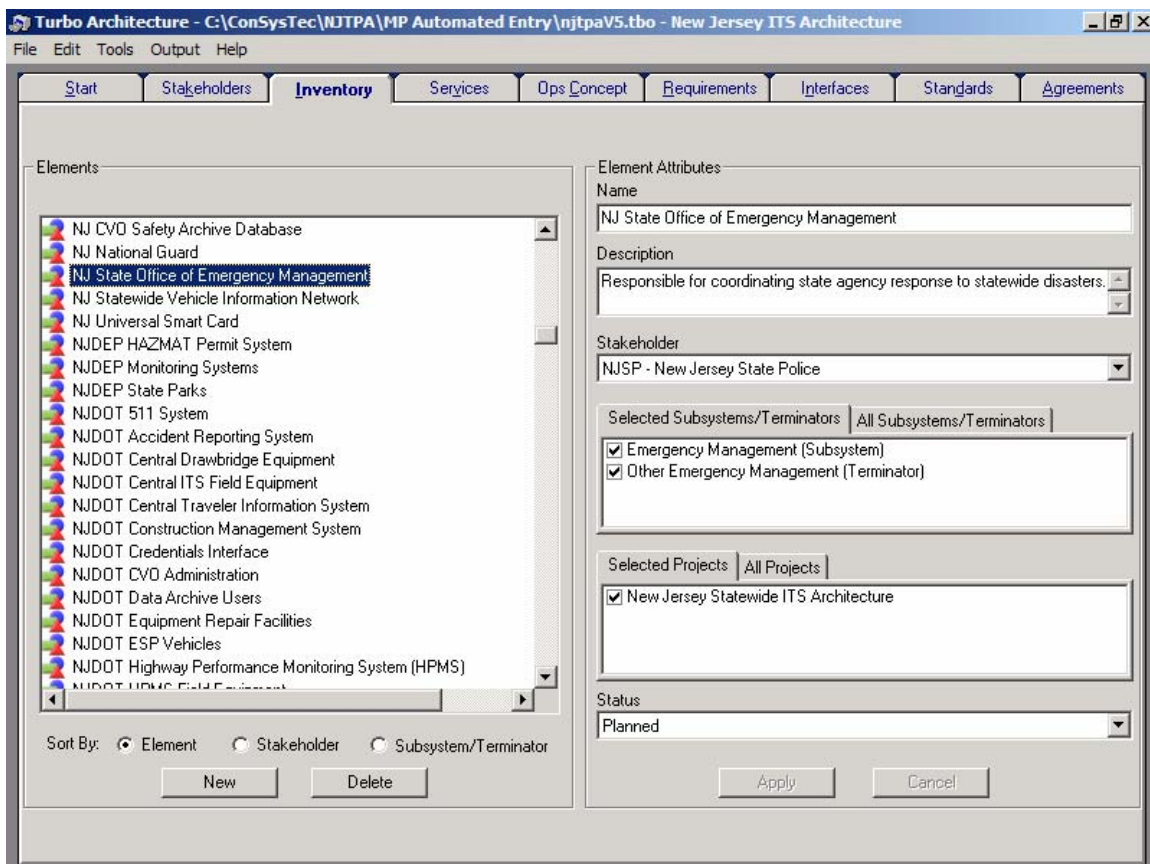 Turbo Architecture - C:\ConSysTec\NJTPA\MP Automated Entry\njtpaV5.tbo - New Jersey ITS Architecture
File Edit Tools Output Help
Start Stakeholders Inventory Services Ops Concept Requirements Interfaces Standards Agreements
Elements
NJ CVO Safety Archive Database
NJ National Guard
NJ State Office of Emergency Management
NJ Statewide Vehicle Information Network
NJ Universal Smart Card
NJDEP HAZMAT Permit System
NJDEP Monitoring Systems
NJDEP State Parks
NJDOT 511 System
NJDOT Accident Reporting System
NJDOT Central Drawbridge Equipment
NJDOT Central ITS Field Equipment
NJDOT Central Traveler Information System
NJDOT Construction Management System
NJDOT Credentials Interface
NJDOT CVO Administration
NJDOT Data Archive Users
NJDOT Equipment Repair Facilities
NJDOT ESP Vehicles
NJDOT Highway Performance Monitoring System (HPMS)
NJDOT HPMS Field Equipment
Sort By: Element Stakeholder Subsystem/Terminator
New Delete
Element Attributes
Name
NJ State Office of Emergency Management
Description
Responsible for coordinating state agency response to statewide disasters.
Stakeholder
NJSP - New Jersey State Police
Selected Subsystems/Terminators All Subsystems/Terminators
Emergency Management (Subsystem)
Other Emergency Management (Terminator)
Selected Projects All Projects
New Jersey Statewide ITS Architecture
Status
Planned
Apply Cancel